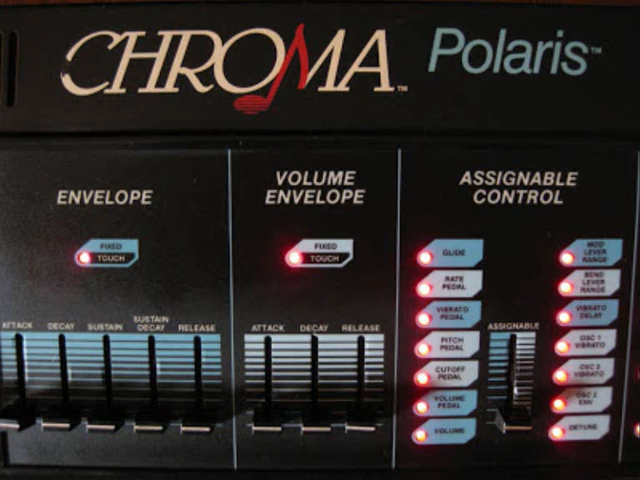 CHROMA™ Polaris™
ENVELOPE
FIXED
TOUCH
ATTACK DECAY SUSTAIN SUSTAIN DECAY RELEASE
VOLUME
ENVELOPE
FIXED
TOUCH
ATTACK DECAY RELEASE
ASSIGNABLE
CONTROL
GLIDE
RATE
PEDAL
VIBRATO
PEDAL
PITCH
PEDAL
CUTOFF
PEDAL
VOLUME
PEDAL
VOLUME
ASSIGNABLE
MOD
LEVER
RANGE
BEND
LEVER
RANGE
VIBRATO
DELAY
OSC 1
VIBRATO
OSC 2
VIBRATO
OSC 2
ENV
DETUNE